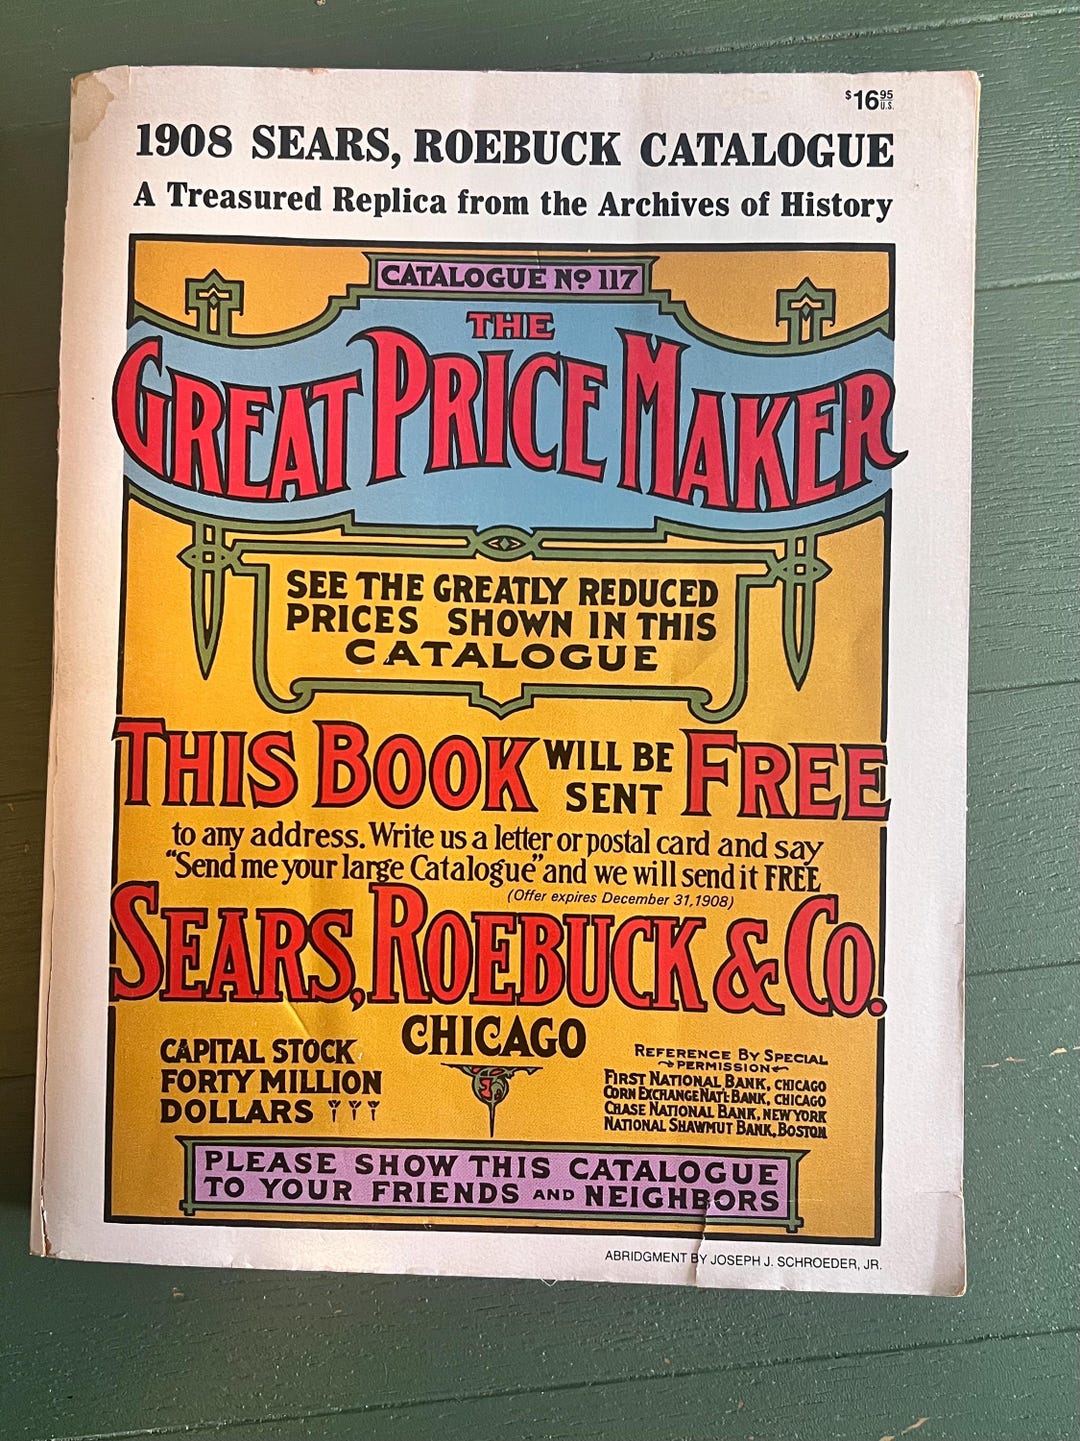 $16 95 U.S.
1908 SEARS, ROEBUCK CATALOGUE
A Treasured Replica from the Archives of History
CATALOGUE No 117
THE
GREAT PRICE MAKER
SEE THE GREATLY REDUCED
PRICES SHOWN IN THIS
CATALOGUE
THIS BOOK WILL BE SENT FREE
to any address. Write us a letter or postal card and say
"Send me your large Catalogue" and we will send it FREE
(Offer expires December 31, 1908)
SEARS, ROEBUCK & CO.
CHICAGO
CAPITAL STOCK
FORTY MILLION
DOLLARS
REFERENCE BY SPECIAL
PERMISSION
FIRST NATIONAL BANK, CHICAGO
CORN EXCHANGE NAT'L BANK, CHICAGO
CHASE NATIONAL BANK, NEW YORK
NATIONAL SHAWMUT BANK, BOSTON
PLEASE SHOW THIS CATALOGUE
TO YOUR FRIENDS AND NEIGHBORS
ABRIDGMENT BY JOSEPH J. SCHROEDER, JR.